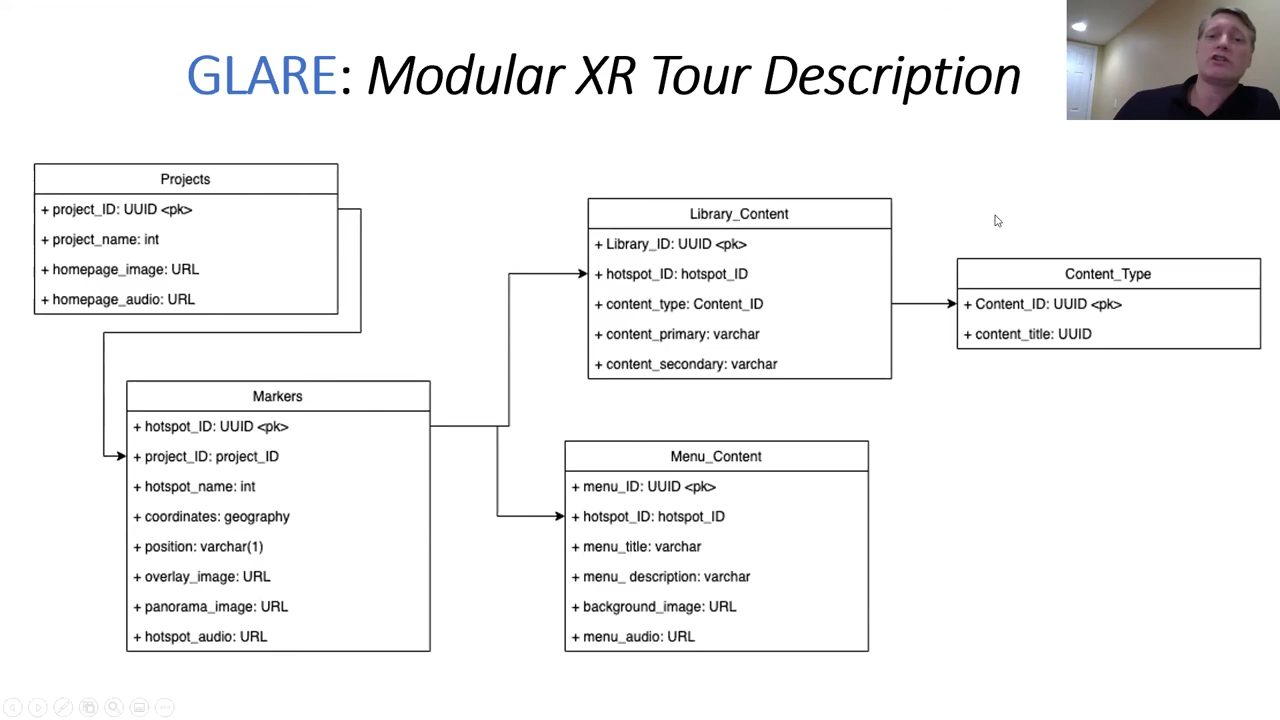 GLARE: Modular XR Tour Description
Projects
+ project_ID: UUID <pk>
+ project_name: int
+ homepage_image: URL
+ homepage_audio: URL
Markers
+ hotspot_ID: UUID <pk>
+ project_ID: project_ID
+ hotspot_name: int
+ coordinates: geography
+ position: varchar(1)
+ overlay_image: URL
+ panorama_image: URL
+ hotspot_audio: URL
Library_Content
+ Library_ID: UUID <pk>
+ hotspot_ID: hotspot_ID
+ content_type: Content_ID
+ content_primary: varchar
+ content_secondary: varchar
Menu_Content
+ menu_ID: UUID <pk>
+ hotspot_ID: hotspot_ID
+ menu_title: varchar
+ menu_ description: varchar
+ background_image: URL
+ menu_audio: URL
Content_Type
+ Content_ID: UUID <pk>
+ content_title: UUID